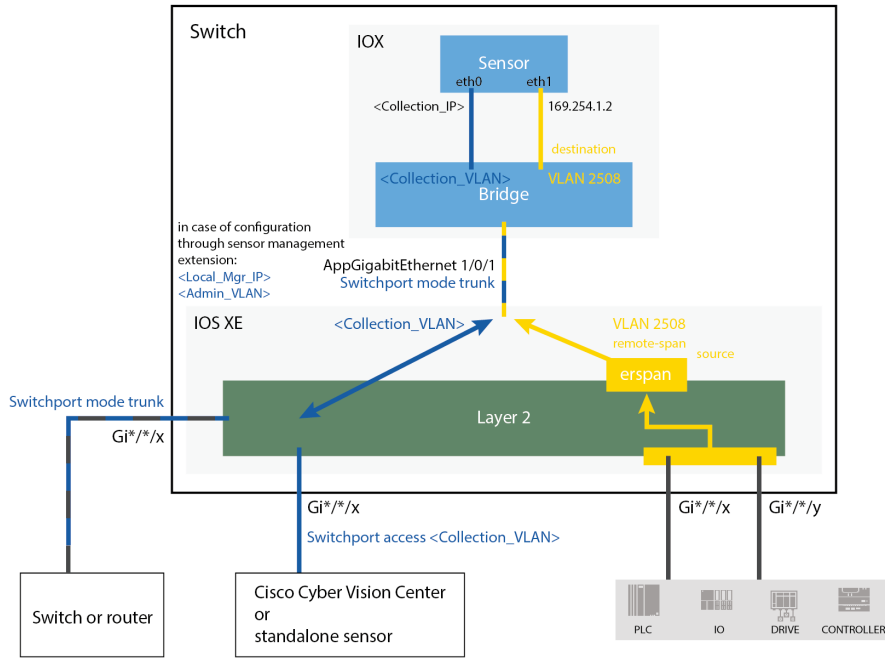 Switch
IOX
Sensor
eth0
eth1
<Collection_IP>
169.254.1.2
destination
<Collection_VLAN>
VLAN 2508
Bridge
in case of configuration
through sensor management
extension:
<Local_Mgr_IP>
<Admin_VLAN>
AppGigabitEthernet 1/0/1
Switchport mode trunk
IOS XE
<Collection_VLAN>
VLAN 2508
remote-span
source
erspan
Layer 2
Switchport mode trunk
Gi*/*/x
Gi*/*/x
Switchport access <Collection_VLAN>
Gi*/*/x
Gi*/*/y
Switch or router
Cisco Cyber Vision Center
or
standalone sensor
PLC
IO
DRIVE
CONTROLLER